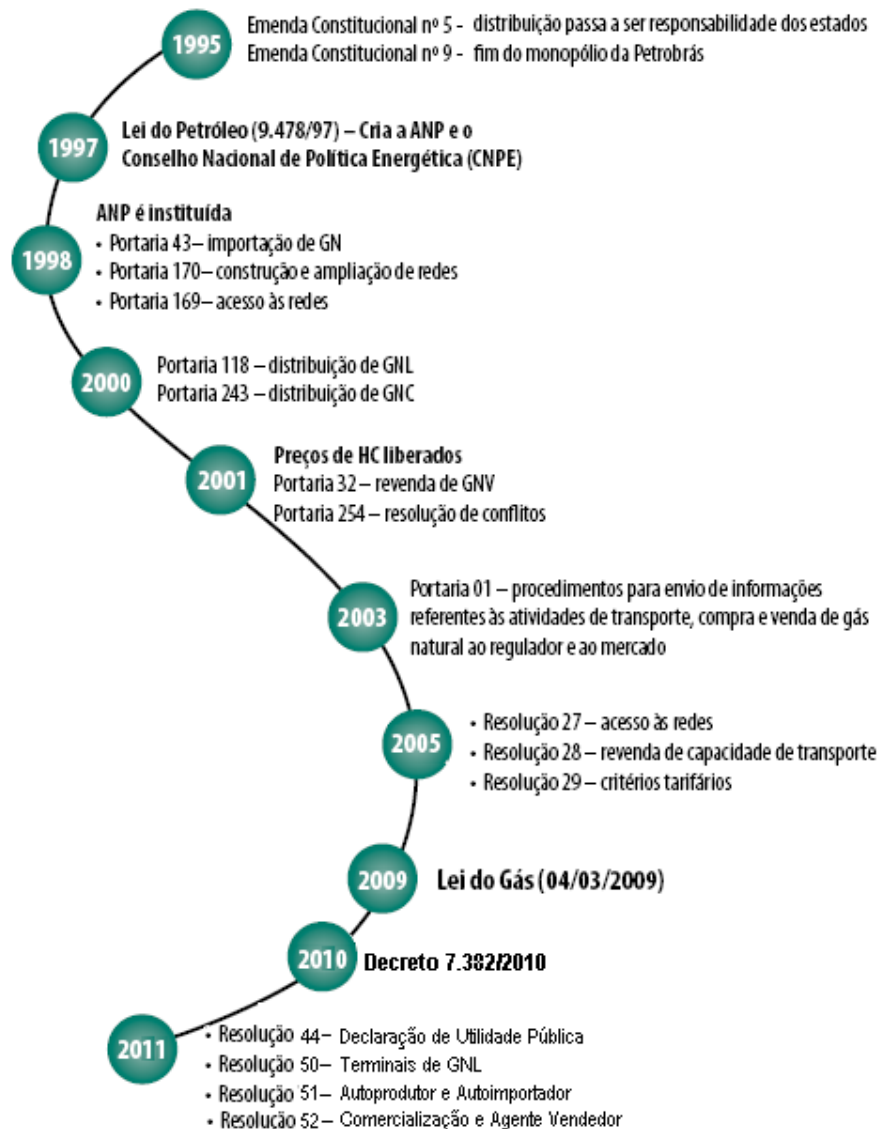 1995
Emenda Constitucional nº 5 - distribuição passa a ser responsabilidade dos estados
Emenda Constitucional nº 9 - fim do monopólio da Petrobrás
1997
Lei do Petróleo (9.478/97) – Cria a ANP e o
Conselho Nacional de Política Energética (CNPE)
1998
ANP é instituída
• Portaria 43– importação de GN
• Portaria 170– construção e ampliação de redes
• Portaria 169– acesso às redes
2000
Portaria 118 – distribuição de GNL
Portaria 243 – distribuição de GNC
2001
Preços de HC liberados
Portaria 32 – revenda de GNV
Portaria 254 – resolução de conflitos
2003
Portaria 01 – procedimentos para envio de informações
referentes às atividades de transporte, compra e venda de gás
natural ao regulador e ao mercado
2005
• Resolução 27 – acesso às redes
• Resolução 28 – revenda de capacidade de transporte
• Resolução 29 – critérios tarifários
2009
Lei do Gás (04/03/2009)
2010
Decreto 7.382/2010
2011
• Resolução 44– Declaração de Utilidade Pública
• Resolução 50– Terminais de GNL
• Resolução 51– Autoprodutor e Autoimportador
• Resolução 52– Comercialização e Agente Vendedor